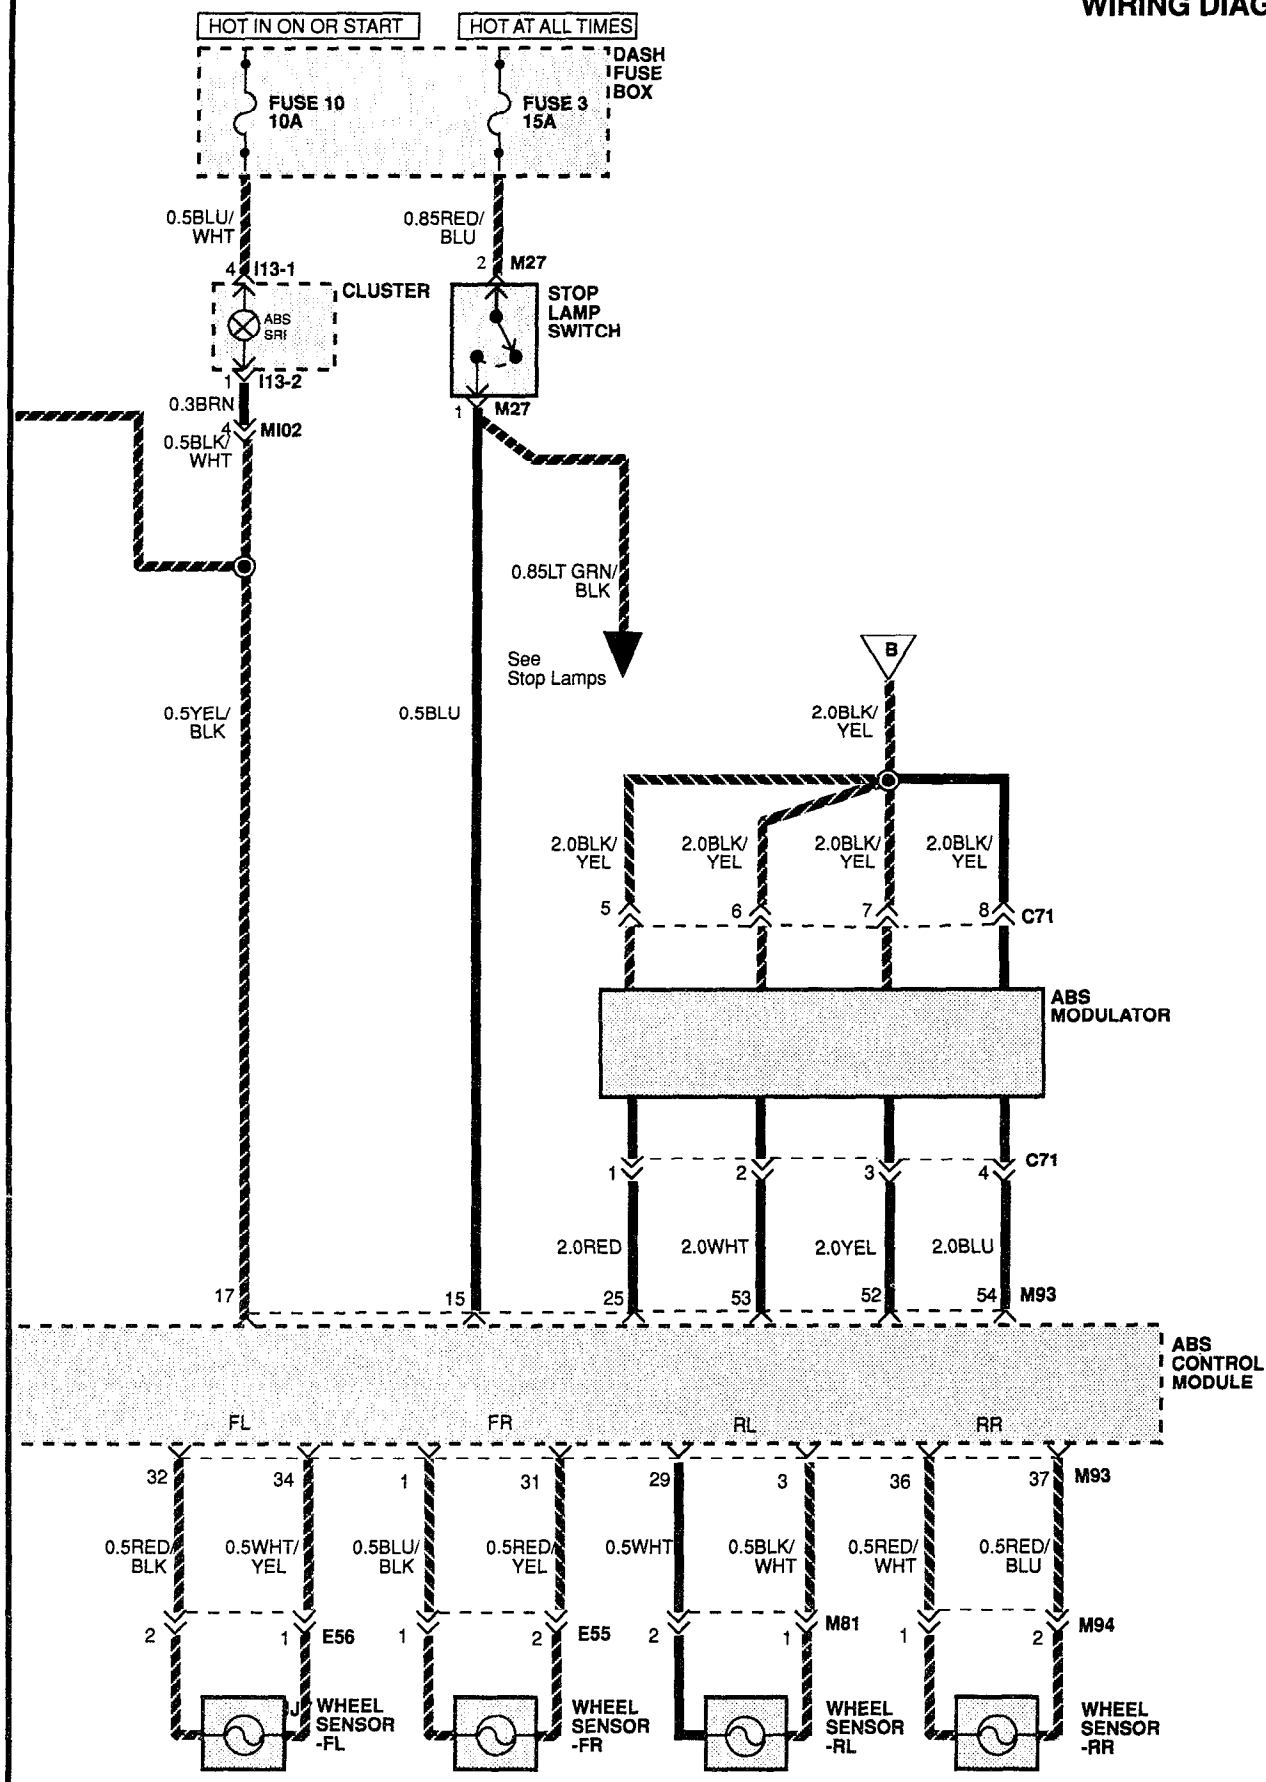 WIRING DIAG
HOT IN ON OR START
HOT AT ALL TIMES
DASH
FUSE
BOX
FUSE 10
10A
FUSE 3
15A
0.5BLU/
WHT
0.85RED/
BLU
4 I13-1
2 M27
CLUSTER
ABS
SRI
STOP
LAMP
SWITCH
1 I13-2
0.3BRN
1 M27
4 MI02
0.5BLK/
WHT
0.85LT GRN/
BLK
See
Stop Lamps
B
0.5YEL/
BLK
0.5BLU
2.0BLK/
YEL
2.0BLK/
YEL
2.0BLK/
YEL
2.0BLK/
YEL
2.0BLK/
YEL
5 6 7 8 C71
ABS
MODULATOR
1 2 3 4 C71
2.0RED 2.0WHT 2.0YEL 2.0BLU
17 15 25 53 52 54 M93
ABS
CONTROL
MODULE
FL FR RL RR
32 34 1 31 29 3 36 37 M93
0.5RED/
BLK
0.5WHT/
YEL
0.5BLU/
BLK
0.5RED/
YEL
0.5WHT
0.5BLK/
WHT
0.5RED/
WHT
0.5RED/
BLU
2 1 E56 1 2 E55 2 1 M81 1 2 M94
WHEEL
SENSOR
-FL
WHEEL
SENSOR
-FR
WHEEL
SENSOR
-RL
WHEEL
SENSOR
-RR